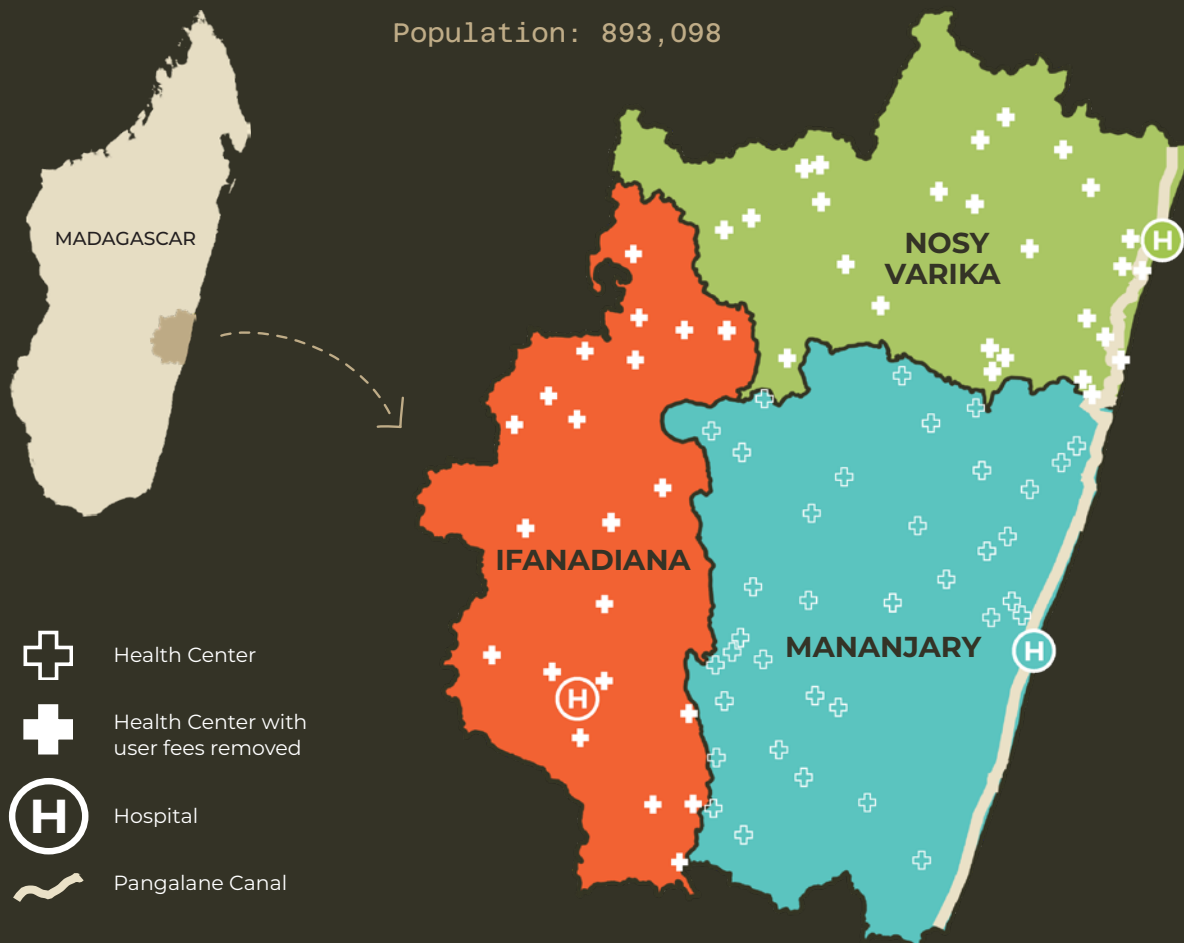 Population: 893,098
MADAGASCAR
NOSY
VARIKA
H
IFANADIANA
MANANJARY
H
H
Health Center
Health Center with
user fees removed
H
Hospital
Pangalane Canal